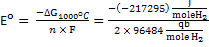 E° = −ΔG₁₀₀₀°C / (n × F) = −(−217295) J/moleH₂ / (2 × 96484 qb/moleH₂)